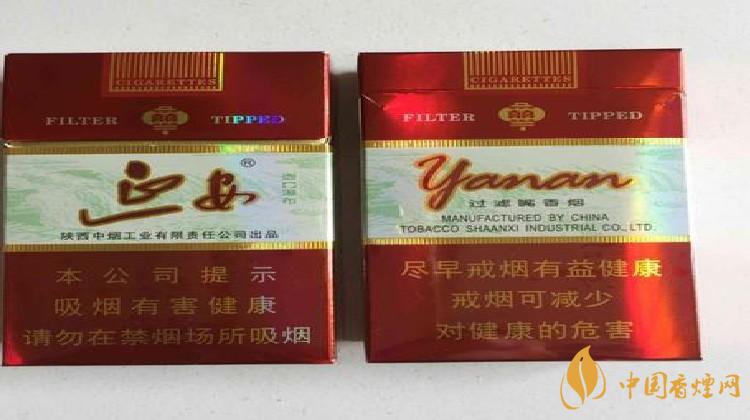 CIGARETTES
FILTER TIPPED
延安®
陕西中烟工业有限责任公司出品
本公司提示
吸烟有害健康
请勿在禁烟场所吸烟
CIGARETTES
FILTER TIPPED
Yanan
过滤嘴香烟
MANUFACTURED BY CHINA
TOBACCO SHAANXI INDUSTRIAL CO., LTD.
尽早戒烟有益健康
戒烟可减少
对健康的危害
中国香煙网